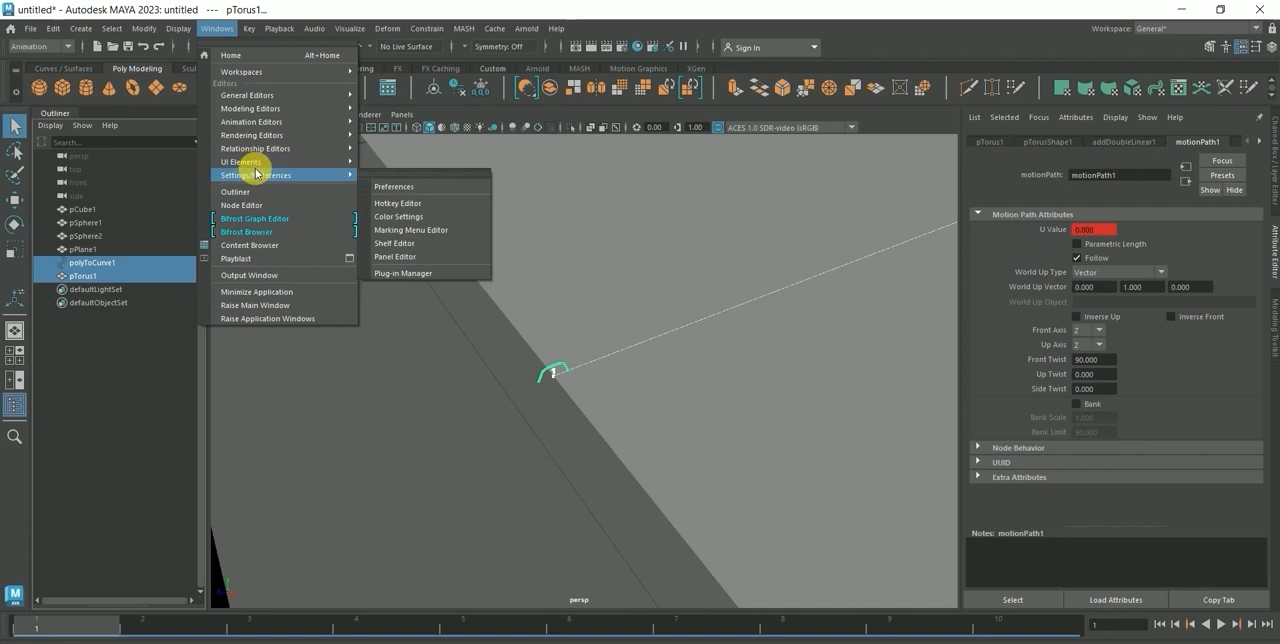 untitled* - Autodesk MAYA 2023: untitled --- pTorus1...
File Edit Create Select Modify Display Windows Key Playback Audio Visualize Deform Constrain MASH Cache Arnold Help
Workspace: General*
Animation
No Live Surface
Symmetry: Off
Sign In
Curves / Surfaces Poly Modeling Scul
FX FX Caching Custom Arnold MASH Motion Graphics XGen
Home Alt+Home
Workspaces
Editors
General Editors
Modeling Editors
Animation Editors
Rendering Editors
Relationship Editors
UI Elements
Outliner
Node Editor
Bifrost Graph Editor
Bifrost Browser
Content Browser
Playblast
Output Window
Minimize Application
Raise Main Window
Raise Application Windows
Preferences
Hotkey Editor
Color Settings
Marking Menu Editor
Shelf Editor
Panel Editor
Plug-in Manager
Outliner
Display Show Help
Search...
persp
top
front
side
pCube1
pSphere1
pSphere2
pPlane1
polyToCurve1
pTorus1
defaultLightSet
defaultObjectSet
Panels
0.00 1.00 ACES 1.0 SDR-video (sRGB)
1
persp
List Selected Focus Attributes Display Show Help
pTorus1 pTorusShape1 addDoubleLinear1 motionPath1
motionPath: motionPath1
Focus
Presets
Show Hide
Motion Path Attributes
U Value 0.000
Parametric Length
Follow
World Up Type Vector
World Up Vector 0.000 1.000 0.000
World Up Object
Inverse Up Inverse Front
Front Axis Z
Up Axis Z
Front Twist 90.000
Up Twist 0.000
Side Twist 0.000
Bank
Bank Scale 1.000
Bank Limit 90.000
Node Behavior
UUID
Extra Attributes
Notes: motionPath1
Select Load Attributes Copy Tab
Channel Box / Layer Editor
Attribute Editor
Modeling Toolkit
1 2 3 4 5 6 7 8 9 10
1